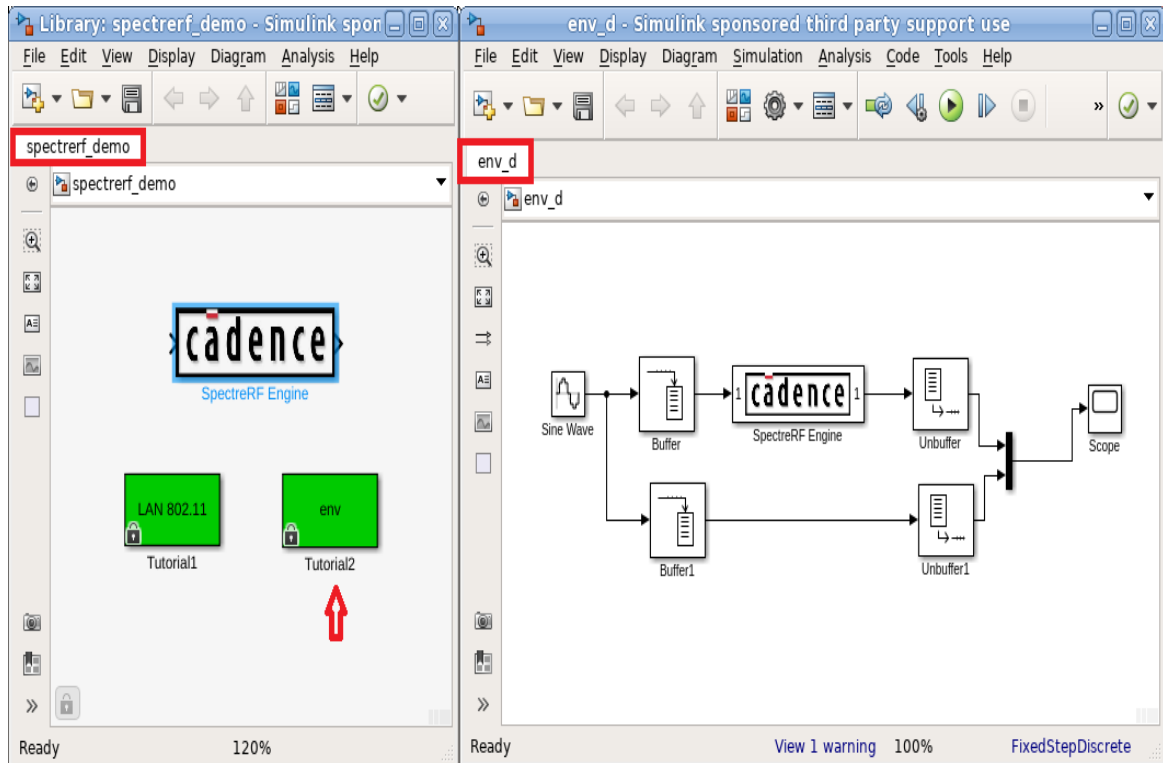 Library: spectrerf_demo - Simulink spon
File Edit View Display Diagram Analysis Help
spectrerf_demo
spectrerf_demo
cādence
SpectreRF Engine
LAN 802.11
Tutorial1
env
Tutorial2
Ready 120%
env_d - Simulink sponsored third party support use
File Edit View Display Diagram Simulation Analysis Code Tools Help
env_d
env_d
Sine Wave
Buffer
1 cādence 1
SpectreRF Engine
Unbuffer
Scope
Buffer1
Unbuffer1
Ready View 1 warning 100% FixedStepDiscrete